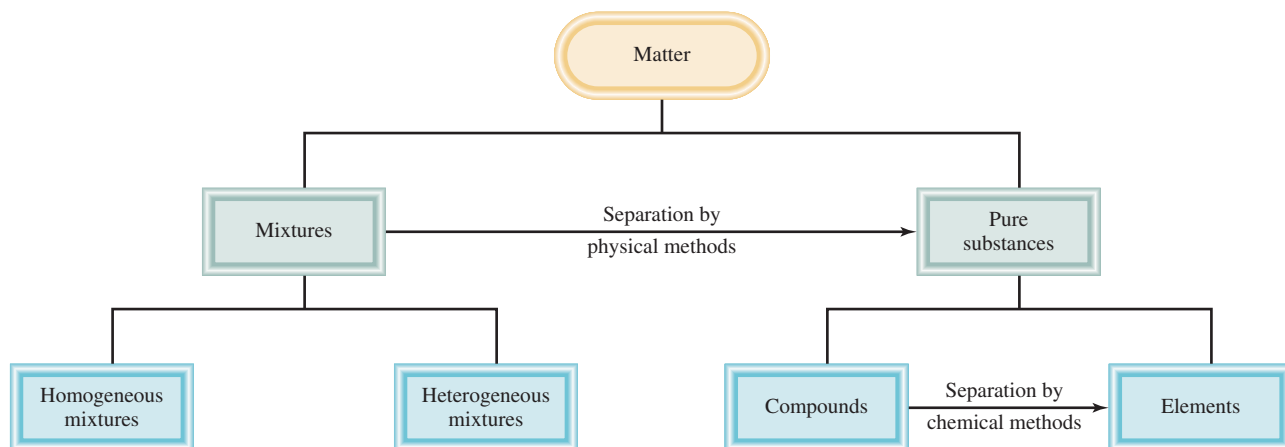 Matter
Mixtures
Separation by
physical methods
Pure
substances
Homogeneous
mixtures
Heterogeneous
mixtures
Compounds
Separation by
chemical methods
Elements